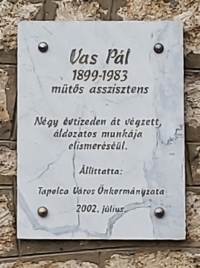 Vas Pál
1899-1983
műtős asszisztens
Négy évtizeden át végzett,
áldozatos munkája
elismeréséül.
Állíttatta:
Tapolca Város Önkormányzata
2002. július.